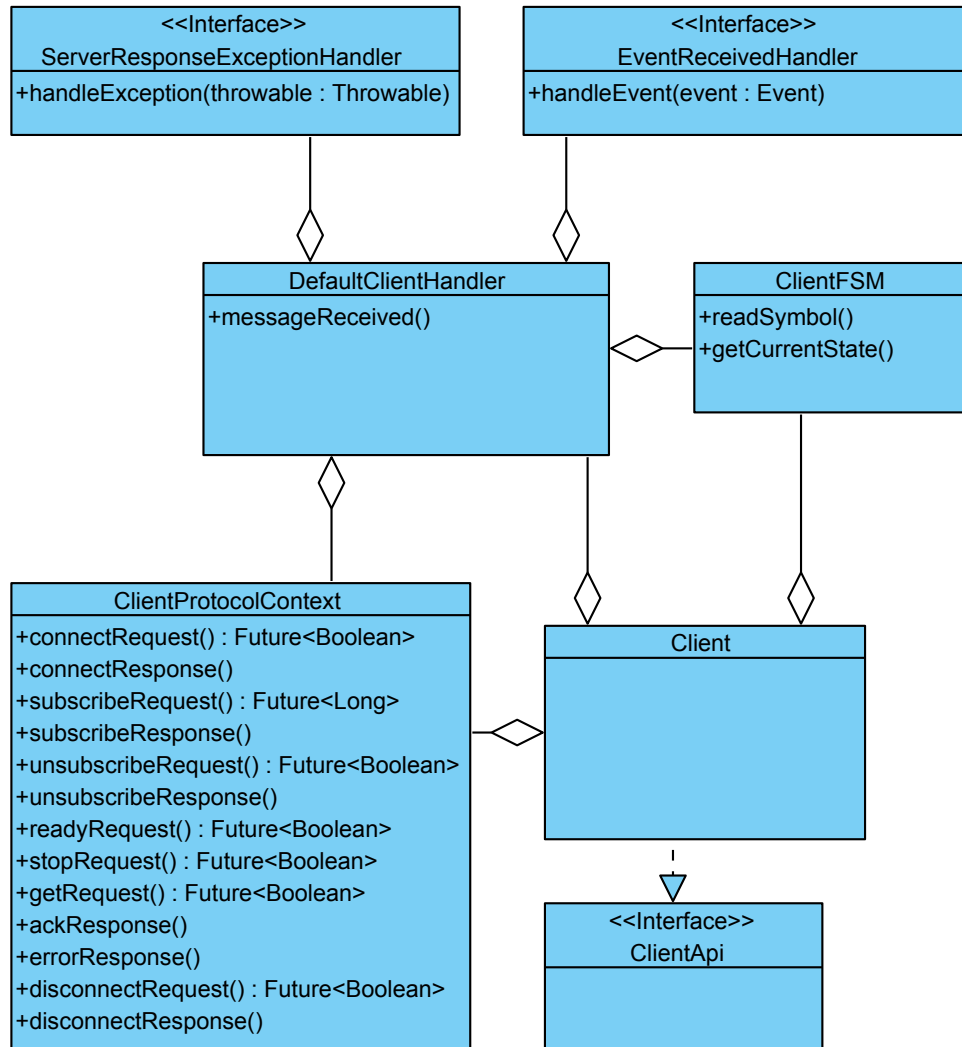 <<Interface>>
ServerResponseExceptionHandler
+handleException(throwable : Throwable)
<<Interface>>
EventReceivedHandler
+handleEvent(event : Event)
DefaultClientHandler
+messageReceived()
ClientFSM
+readSymbol()
+getCurrentState()
ClientProtocolContext
+connectRequest() : Future<Boolean>
+connectResponse()
+subscribeRequest() : Future<Long>
+subscribeResponse()
+unsubscribeRequest() : Future<Boolean>
+unsubscribeResponse()
+readyRequest() : Future<Boolean>
+stopRequest() : Future<Boolean>
+getRequest() : Future<Boolean>
+ackResponse()
+errorResponse()
+disconnectRequest() : Future<Boolean>
+disconnectResponse()
Client
<<Interface>>
ClientApi